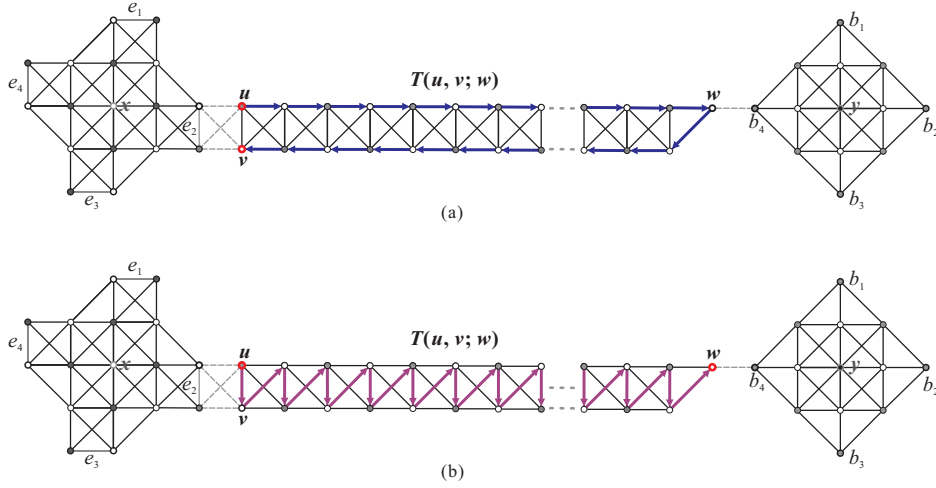 e₁
b₁
T(u, v; w)
e₄
u
w
x
e₂
b₄
y
b₂
v
e₃
b₃
(a)
e₁
b₁
T(u, v; w)
e₄
u
w
x
e₂
b₄
y
b₂
v
e₃
b₃
(b)